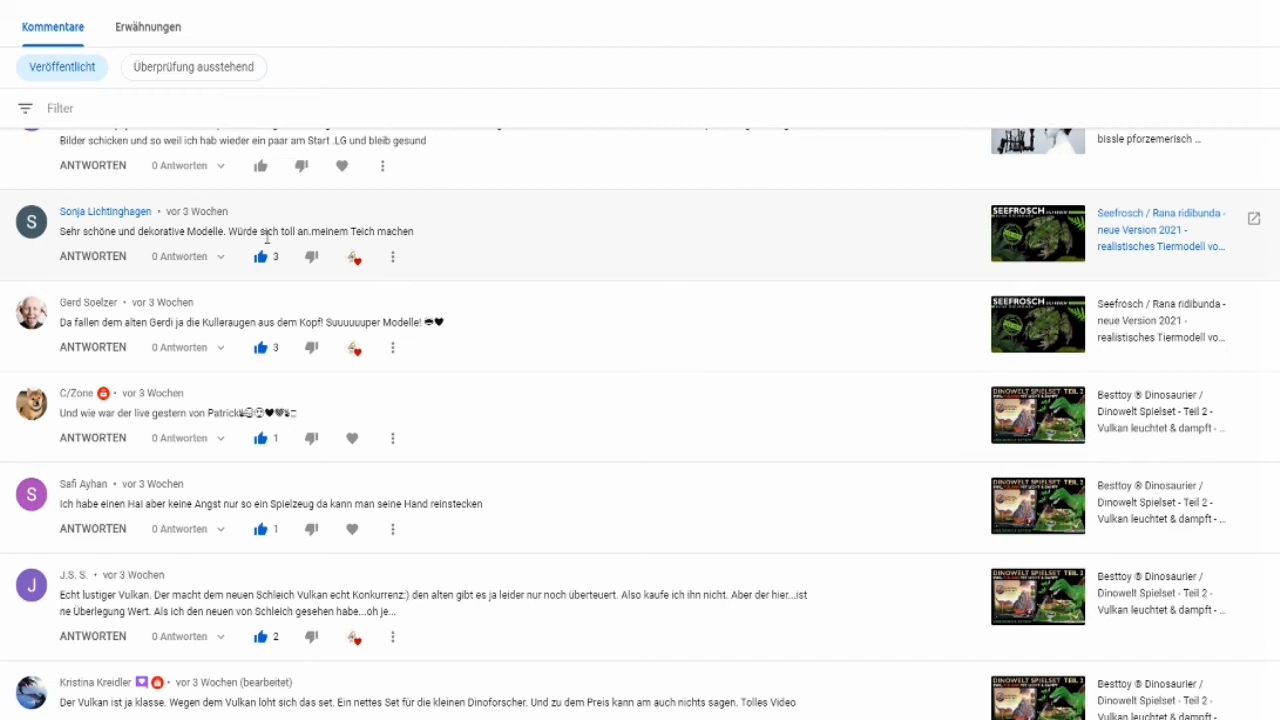 Kommentare
Erwähnungen
Veröffentlicht
Überprüfung ausstehend
Filter
Bilder schicken und so weil ich hab wieder ein paar am Start .LG und bleib gesund
ANTWORTEN
0 Antworten
bissle pforzemerisch ...
S
Sonja Lichtinghagen • vor 3 Wochen
Sehr schöne und dekorative Modelle. Würde sich toll an.meinem Teich machen
ANTWORTEN
0 Antworten
3
SEEFROSCH
Seefrosch / Rana ridibunda -
neue Version 2021 -
realistisches Tiermodell vo...
Gerd Soelzer • vor 3 Wochen
Da fallen dem alten Gerdi ja die Kulleraugen aus dem Kopf! Suuuuuuper Modelle!
ANTWORTEN
0 Antworten
3
SEEFROSCH
Seefrosch / Rana ridibunda -
neue Version 2021 -
realistisches Tiermodell vo...
C/Zone • vor 3 Wochen
Und wie war der live gestern von Patrick
ANTWORTEN
0 Antworten
1
DINOWELT SPIELSET TEIL 2
Besttoy ® Dinosaurier /
Dinowelt Spielset - Teil 2 -
Vulkan leuchtet & dampft - ...
S
Safi Ayhan • vor 3 Wochen
Ich habe einen Hai aber keine Angst nur so ein Spielzeug da kann man seine Hand reinstecken
ANTWORTEN
0 Antworten
1
DINOWELT SPIELSET TEIL 2
Besttoy ® Dinosaurier /
Dinowelt Spielset - Teil 2 -
Vulkan leuchtet & dampft - ...
J
J.S. S. • vor 3 Wochen
Echt lustiger Vulkan. Der macht dem neuen Schleich Vulkan echt Konkurrenz:) den alten gibt es ja leider nur noch überteuert. Also kaufe ich ihn nicht. Aber der hier...ist
ne Überlegung Wert. Als ich den neuen von Schleich gesehen habe...oh je...
ANTWORTEN
0 Antworten
2
DINOWELT SPIELSET TEIL 2
Besttoy ® Dinosaurier /
Dinowelt Spielset - Teil 2 -
Vulkan leuchtet & dampft - ...
Kristina Kreidler • vor 3 Wochen (bearbeitet)
Der Vulkan ist ja klasse. Wegen dem Vulkan loht sich das set. Ein nettes Set für die kleinen Dinoforscher. Und zu dem Preis kann am auch nichts sagen. Tolles Video
DINOWELT SPIELSET TEIL 2
Besttoy ® Dinosaurier /
Dinowelt Spielset - Teil 2 -
Vulkan leuchtet & dampft - ...